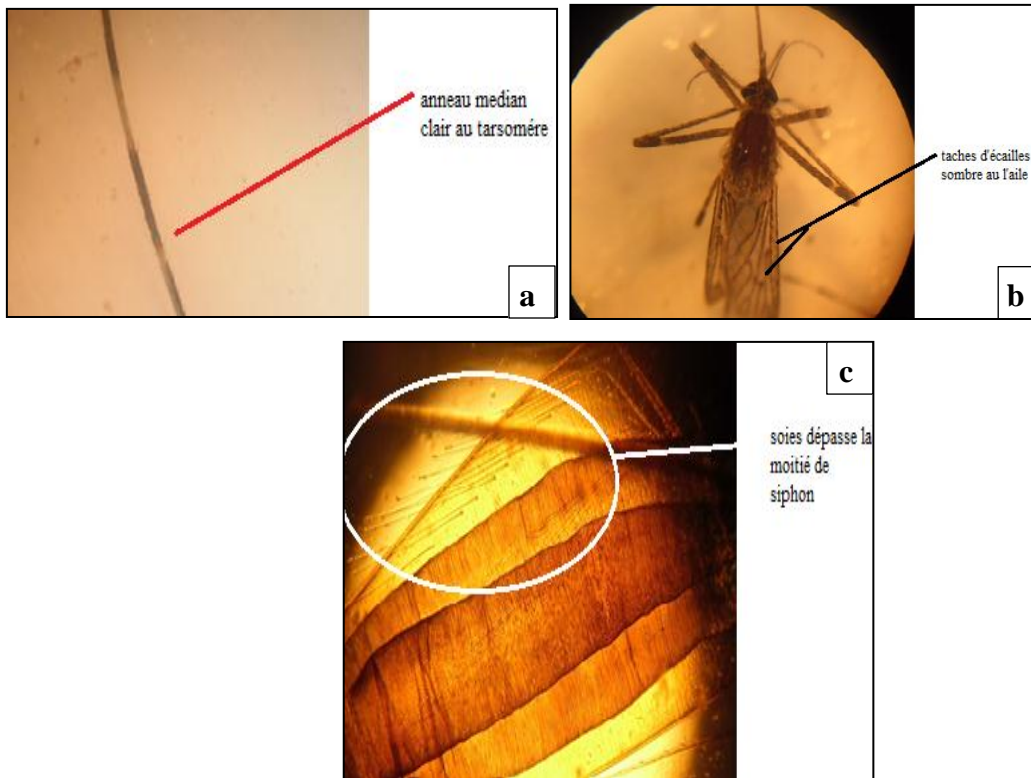 anneau median
clair au tarsomére
a
taches d'écailles
sombre au l'aile
b
c
soies dépasse la
moitié de
siphon